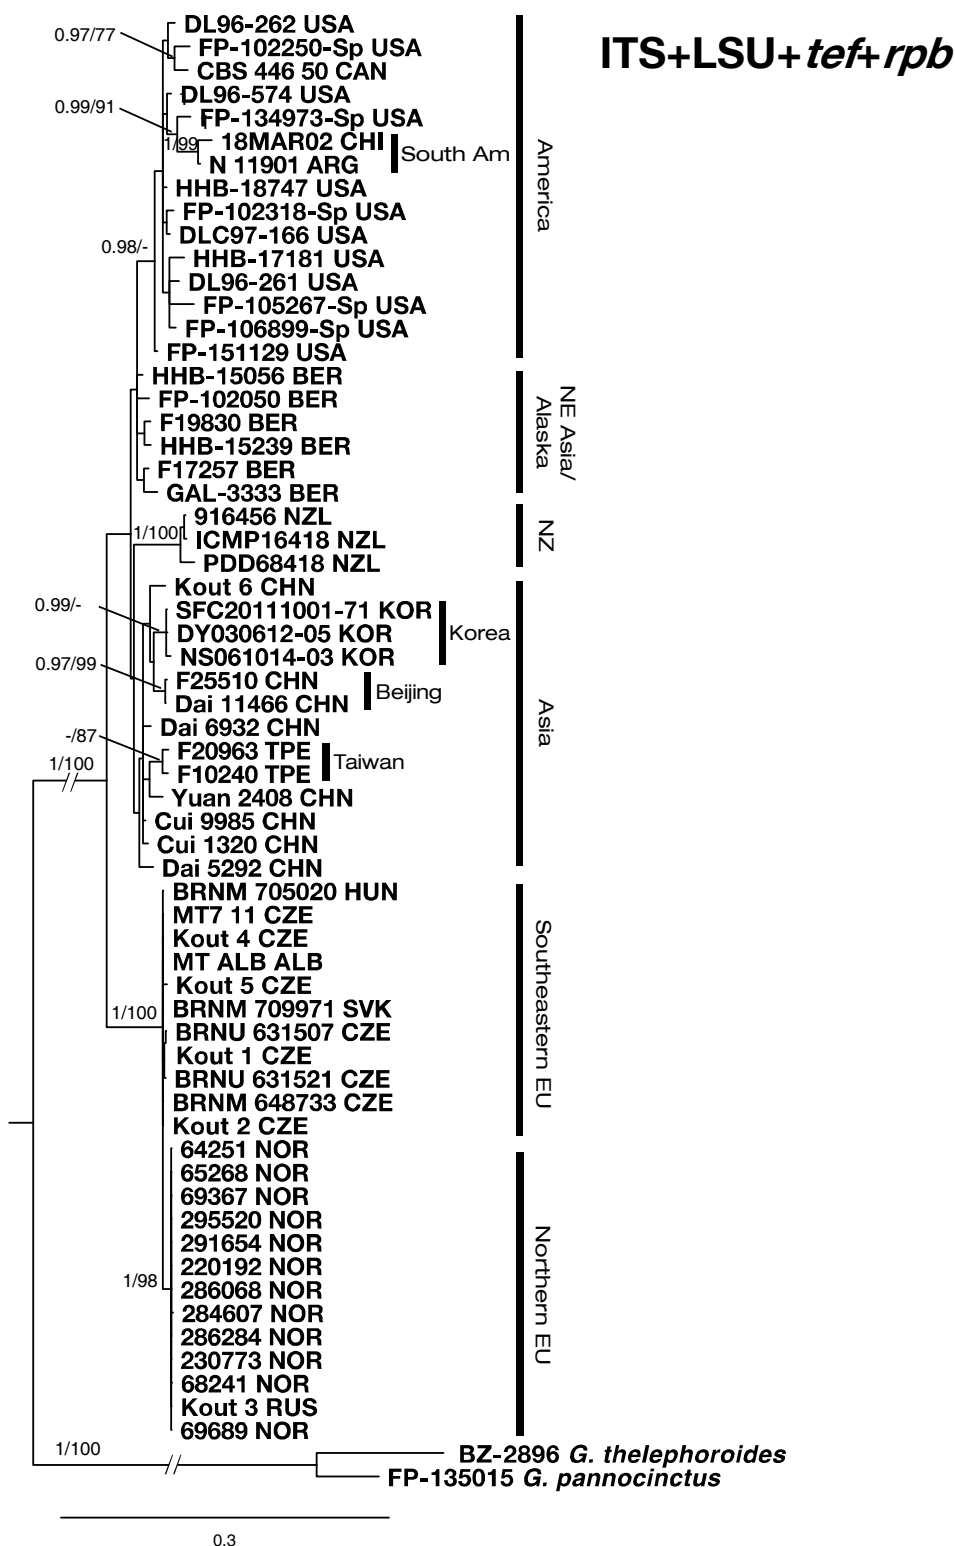 ITS+LSU+tef+rpb
DL96-262 USA
0.97/77
FP-102250-Sp USA
CBS 446 50 CAN
DL96-574 USA
0.99/91
FP-134973-Sp USA
1/99
18MAR02 CHI
N 11901 ARG
South Am
HHB-18747 USA
FP-102318-Sp USA
DLC97-166 USA
0.98/-
HHB-17181 USA
DL96-261 USA
FP-105267-Sp USA
FP-106899-Sp USA
FP-151129 USA
America
HHB-15056 BER
FP-102050 BER
F19830 BER
HHB-15239 BER
F17257 BER
GAL-3333 BER
NE Asia/
Alaska
916456 NZL
1/100
ICMP16418 NZL
PDD68418 NZL
NZ
Kout 6 CHN
0.99/-
SFC20111001-71 KOR
DY030612-05 KOR
NS061014-03 KOR
Korea
0.97/99
F25510 CHN
Dai 11466 CHN
Beijing
Dai 6932 CHN
-/87
F20963 TPE
F10240 TPE
Taiwan
1/100
Yuan 2408 CHN
Cui 9985 CHN
Cui 1320 CHN
Dai 5292 CHN
Asia
BRNM 705020 HUN
MT7 11 CZE
Kout 4 CZE
MT ALB ALB
Kout 5 CZE
1/100
BRNM 709971 SVK
BRNU 631507 CZE
Kout 1 CZE
BRNU 631521 CZE
BRNM 648733 CZE
Kout 2 CZE
Southeastern EU
64251 NOR
65268 NOR
69367 NOR
295520 NOR
291654 NOR
220192 NOR
1/98
286068 NOR
284607 NOR
286284 NOR
230773 NOR
68241 NOR
Kout 3 RUS
69689 NOR
Northern EU
1/100
BZ-2896 G. thelephoroides
FP-135015 G. pannocinctus
0.3